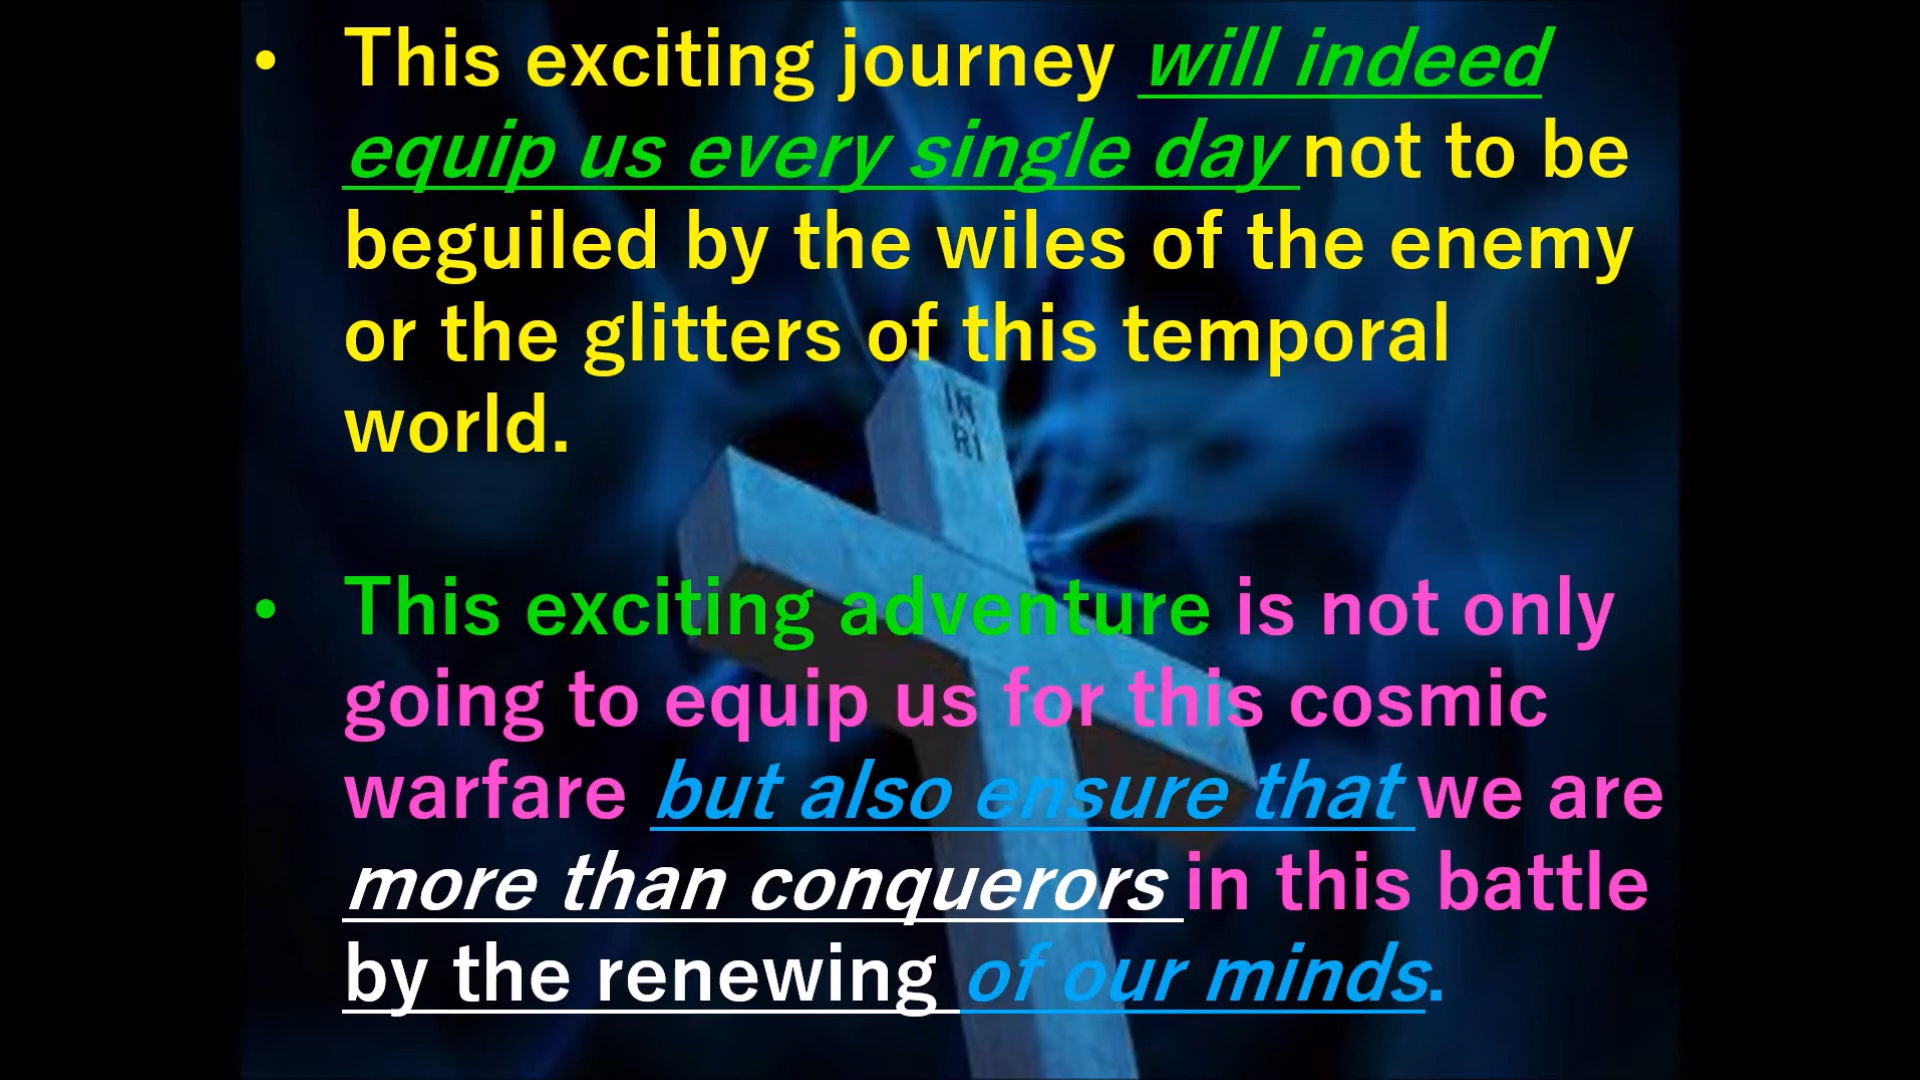 • This exciting journey will indeed
equip us every single day not to be
beguiled by the wiles of the enemy
or the glitters of this temporal
world.
IN
RI
• This exciting adventure is not only
going to equip us for this cosmic
warfare but also ensure that we are
more than conquerors in this battle
by the renewing of our minds.